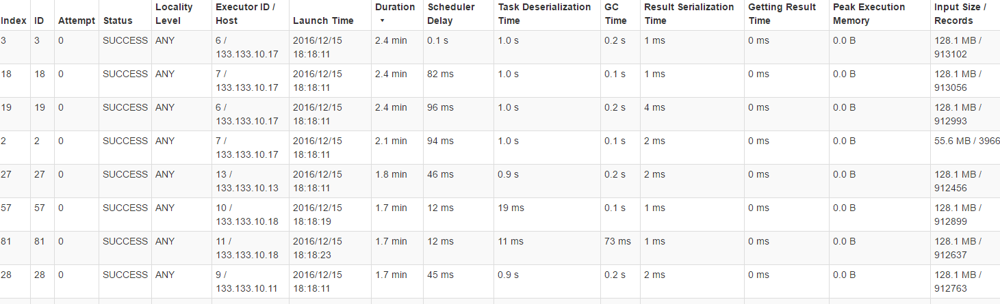 Index ID Attempt Status Locality Level Executor ID / Host Launch Time Duration ▾ Scheduler Delay Task Deserialization Time GC Time Result Serialization Time Getting Result Time Peak Execution Memory Input Size / Records
3 3 0 SUCCESS ANY 6 / 133.133.10.17 2016/12/15 18:18:11 2.4 min 0.1 s 1.0 s 0.2 s 1 ms 0 ms 0.0 B 128.1 MB / 913102
18 18 0 SUCCESS ANY 7 / 133.133.10.17 2016/12/15 18:18:11 2.4 min 82 ms 1.0 s 0.1 s 1 ms 0 ms 0.0 B 128.1 MB / 913056
19 19 0 SUCCESS ANY 6 / 133.133.10.17 2016/12/15 18:18:11 2.4 min 96 ms 1.0 s 0.2 s 4 ms 0 ms 0.0 B 128.1 MB / 912993
2 2 0 SUCCESS ANY 7 / 133.133.10.17 2016/12/15 18:18:11 2.1 min 94 ms 1.0 s 0.1 s 2 ms 0 ms 0.0 B 55.6 MB / 3966
27 27 0 SUCCESS ANY 13 / 133.133.10.13 2016/12/15 18:18:11 1.8 min 46 ms 0.9 s 0.2 s 2 ms 0 ms 0.0 B 128.1 MB / 912456
57 57 0 SUCCESS ANY 10 / 133.133.10.18 2016/12/15 18:18:19 1.7 min 12 ms 19 ms 0.1 s 1 ms 0 ms 0.0 B 128.1 MB / 912899
81 81 0 SUCCESS ANY 11 / 133.133.10.18 2016/12/15 18:18:23 1.7 min 12 ms 11 ms 73 ms 1 ms 0 ms 0.0 B 128.1 MB / 912637
28 28 0 SUCCESS ANY 9 / 133.133.10.11 2016/12/15 18:18:11 1.7 min 45 ms 0.9 s 0.2 s 2 ms 0 ms 0.0 B 128.1 MB / 912763